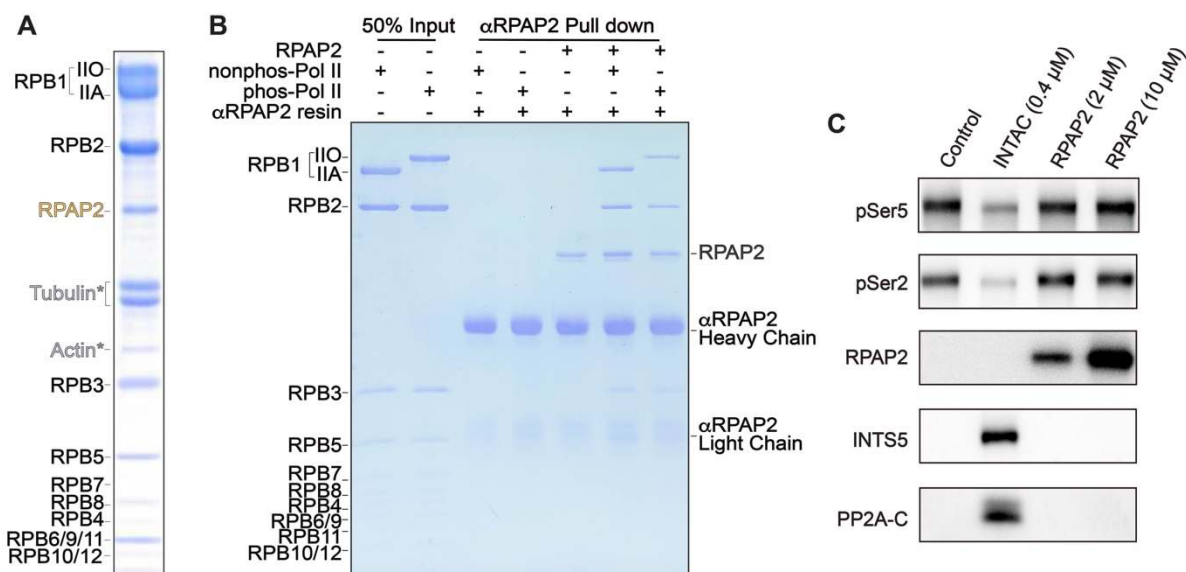 A
RPB1
IIO
IIA
RPB2
RPAP2
Tubulin*
Actin*
RPB3
RPB5
RPB7
RPB8
RPB4
RPB6/9/11
RPB10/12
B
50% Input αRPAP2 Pull down
RPAP2 - - - - + + +
nonphos-Pol II + - + - - + -
phos-Pol II - + - + - - +
αRPAP2 resin - - + + + + +
RPB1
IIO
IIA
RPB2
RPAP2
αRPAP2
Heavy Chain
RPB3
αRPAP2
Light Chain
RPB5
RPB7
RPB8
RPB4
RPB6/9
RPB11
RPB10/12
C
Control
INTAC (0.4 μM)
RPAP2 (2 μM)
RPAP2 (10 μM)
pSer5
pSer2
RPAP2
INTS5
PP2A-C